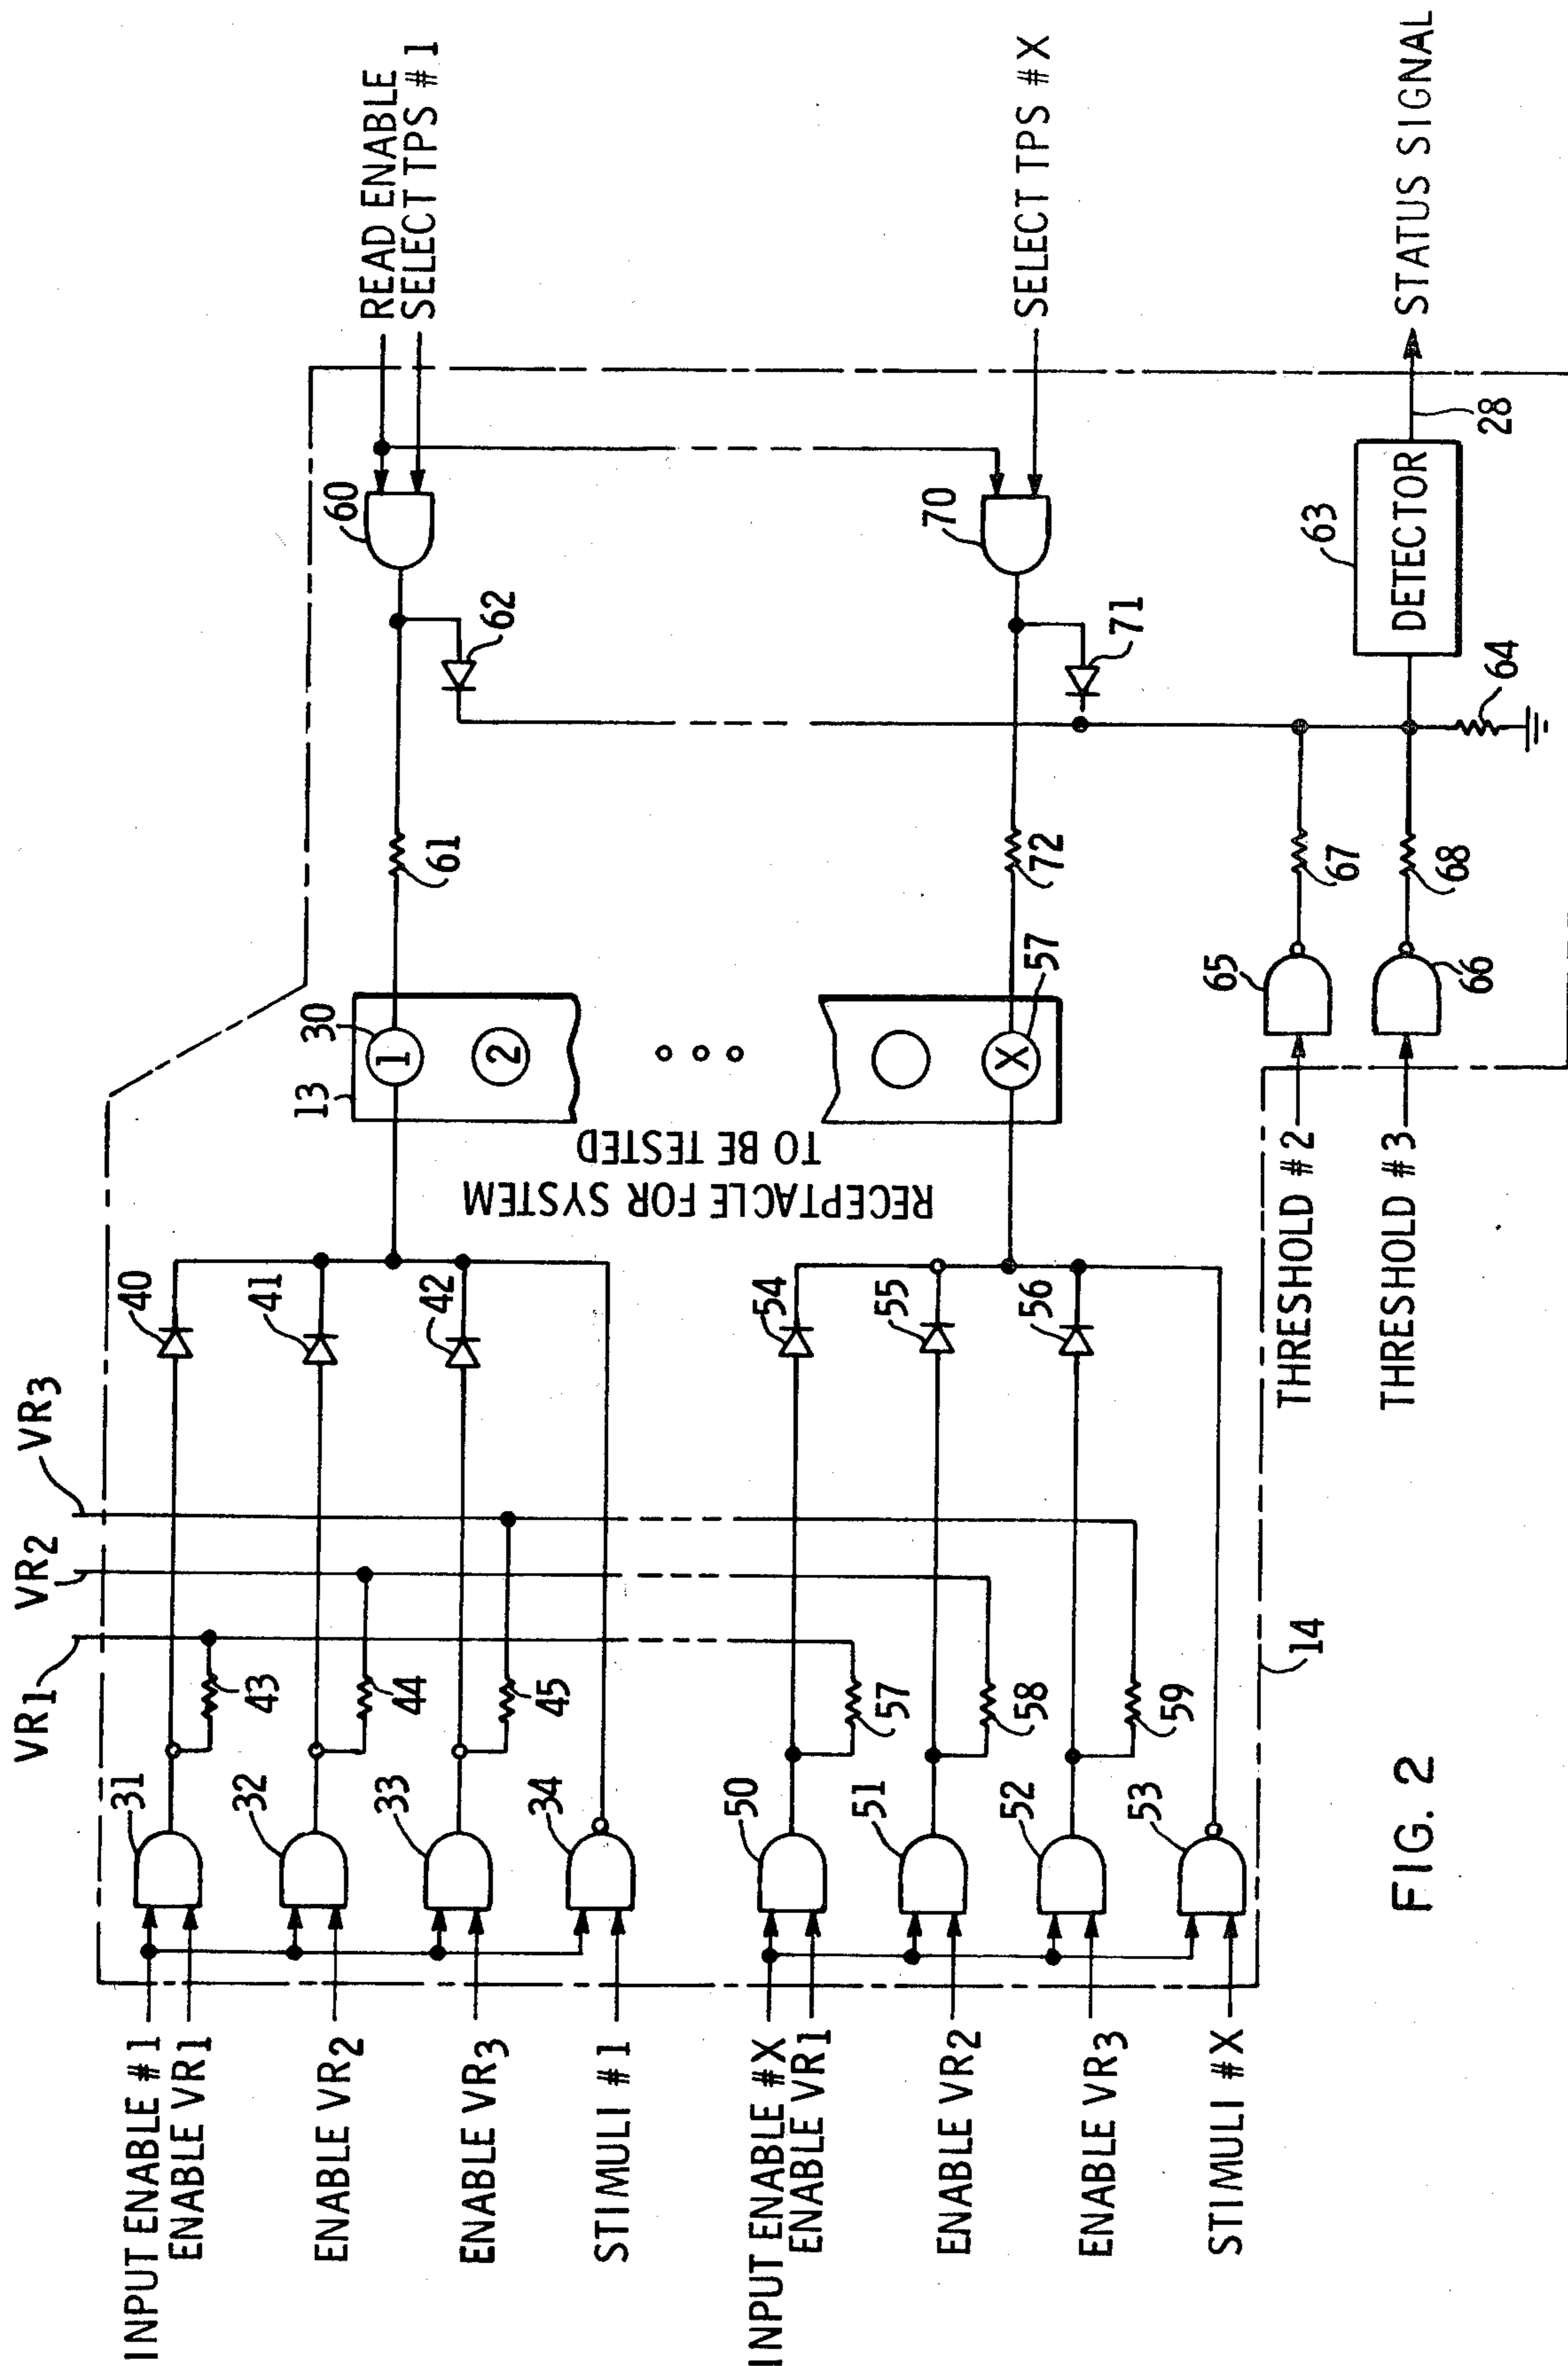 VR1
VR2
VR3
INPUT ENABLE #1
ENABLE VR1
ENABLE VR2
ENABLE VR3
STIMULI #1
31
32
33
34
43
44
45
40
41
42
RECEPTACLE FOR SYSTEM
TO BE TESTED
13
30
1
2
61
62
60
READ ENABLE
SELECT TPS #1
INPUT ENABLE #X
ENABLE VR1
ENABLE VR2
ENABLE VR3
STIMULI #X
50
51
52
53
57
58
59
54
55
56
X
57
72
71
70
SELECT TPS #X
14
THRESHOLD #2
THRESHOLD #3
65
66
67
68
64
63
DETECTOR
28
STATUS SIGNAL
FIG. 2